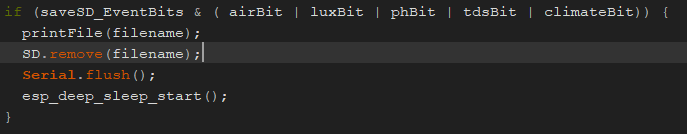 if (saveSD_EventBits & ( airBit | luxBit | phBit | tdsBit | climateBit)) {
printFile(filename);
SD.remove(filename);
Serial.flush();
esp_deep_sleep_start();
}